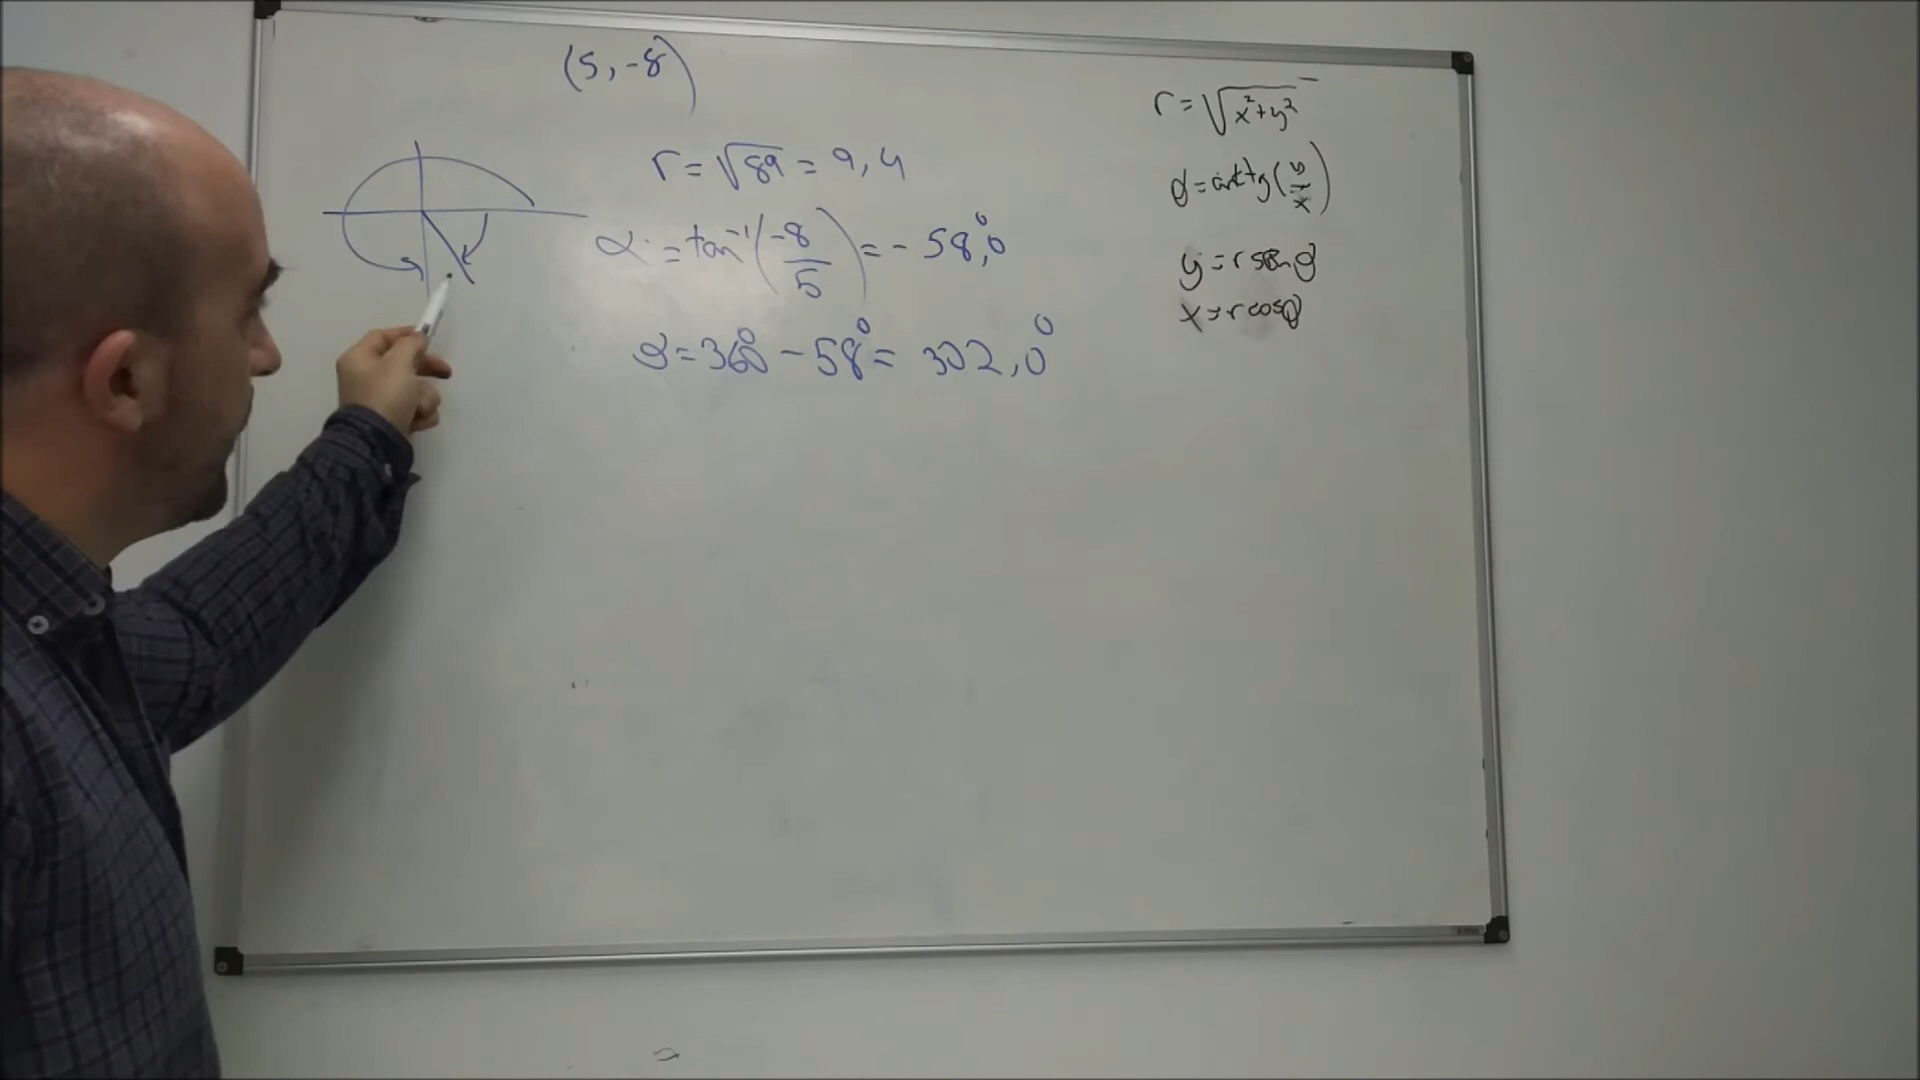 (5, -8)
r = √89 = 9,4
α = tan⁻¹(-8/5) = -58,0°
θ = 360° - 58° = 302,0°
r = √x²+y²
θ = arctg(y/x)
y = r sen θ
x = r cos θ